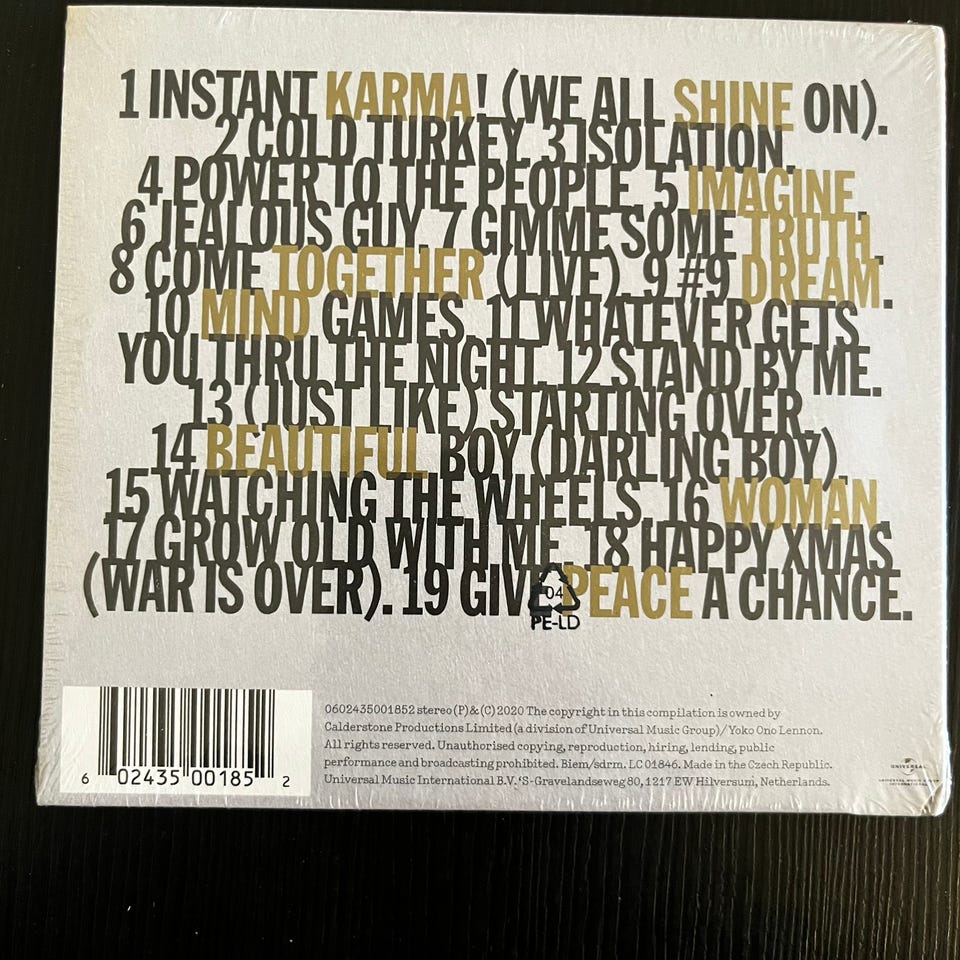 1 INSTANT KARMA! (WE ALL SHINE ON).
2 COLD TURKEY. 3 ISOLATION.
4 POWER TO THE PEOPLE. 5 IMAGINE.
6 JEALOUS GUY. 7 GIMME SOME TRUTH.
8 COME TOGETHER (LIVE). 9 #9 DREAM.
10 MIND GAMES. 11 WHATEVER GETS
YOU THRU THE NIGHT. 12 STAND BY ME.
13 (JUST LIKE) STARTING OVER.
14 BEAUTIFUL BOY (DARLING BOY).
15 WATCHING THE WHEELS. 16 WOMAN.
17 GROW OLD WITH ME. 18 HAPPY XMAS
(WAR IS OVER). 19 GIVE PEACE A CHANCE.
04
PE-LD
0602435001852 stereo (P) & (C) 2020 The copyright in this compilation is owned by
Calderstone Productions Limited (a division of Universal Music Group) / Yoko Ono Lennon.
All rights reserved. Unauthorised copying, reproduction, hiring, lending, public
performance and broadcasting prohibited. Biem/sdrm. LC 01846. Made in the Czech Republic.
Universal Music International B.V. 'S-Gravelandseweg 80, 1217 EW Hilversum, Netherlands.
6 02435 00185 2
UNIVERSAL
UNIVERSAL MUSIC GROUP
INTERNATIONAL